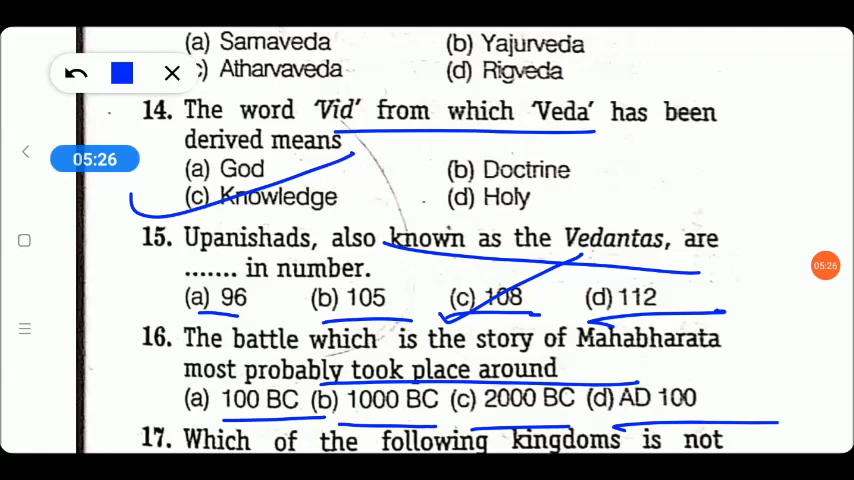 (a) Samaveda (b) Yajurveda
c) Atharvaveda (d) Rigveda
14. The word 'Vid' from which 'Veda' has been
derived means
05:26
(a) God (b) Doctrine
(c) Knowledge (d) Holy
15. Upanishads, also known as the Vedantas, are
....... in number.
05:26
(a) 96 (b) 105 (c) 108 (d) 112
16. The battle which is the story of Mahabharata
most probably took place around
(a) 100 BC (b) 1000 BC (c) 2000 BC (d) AD 100
17. Which of the following kingdoms is not